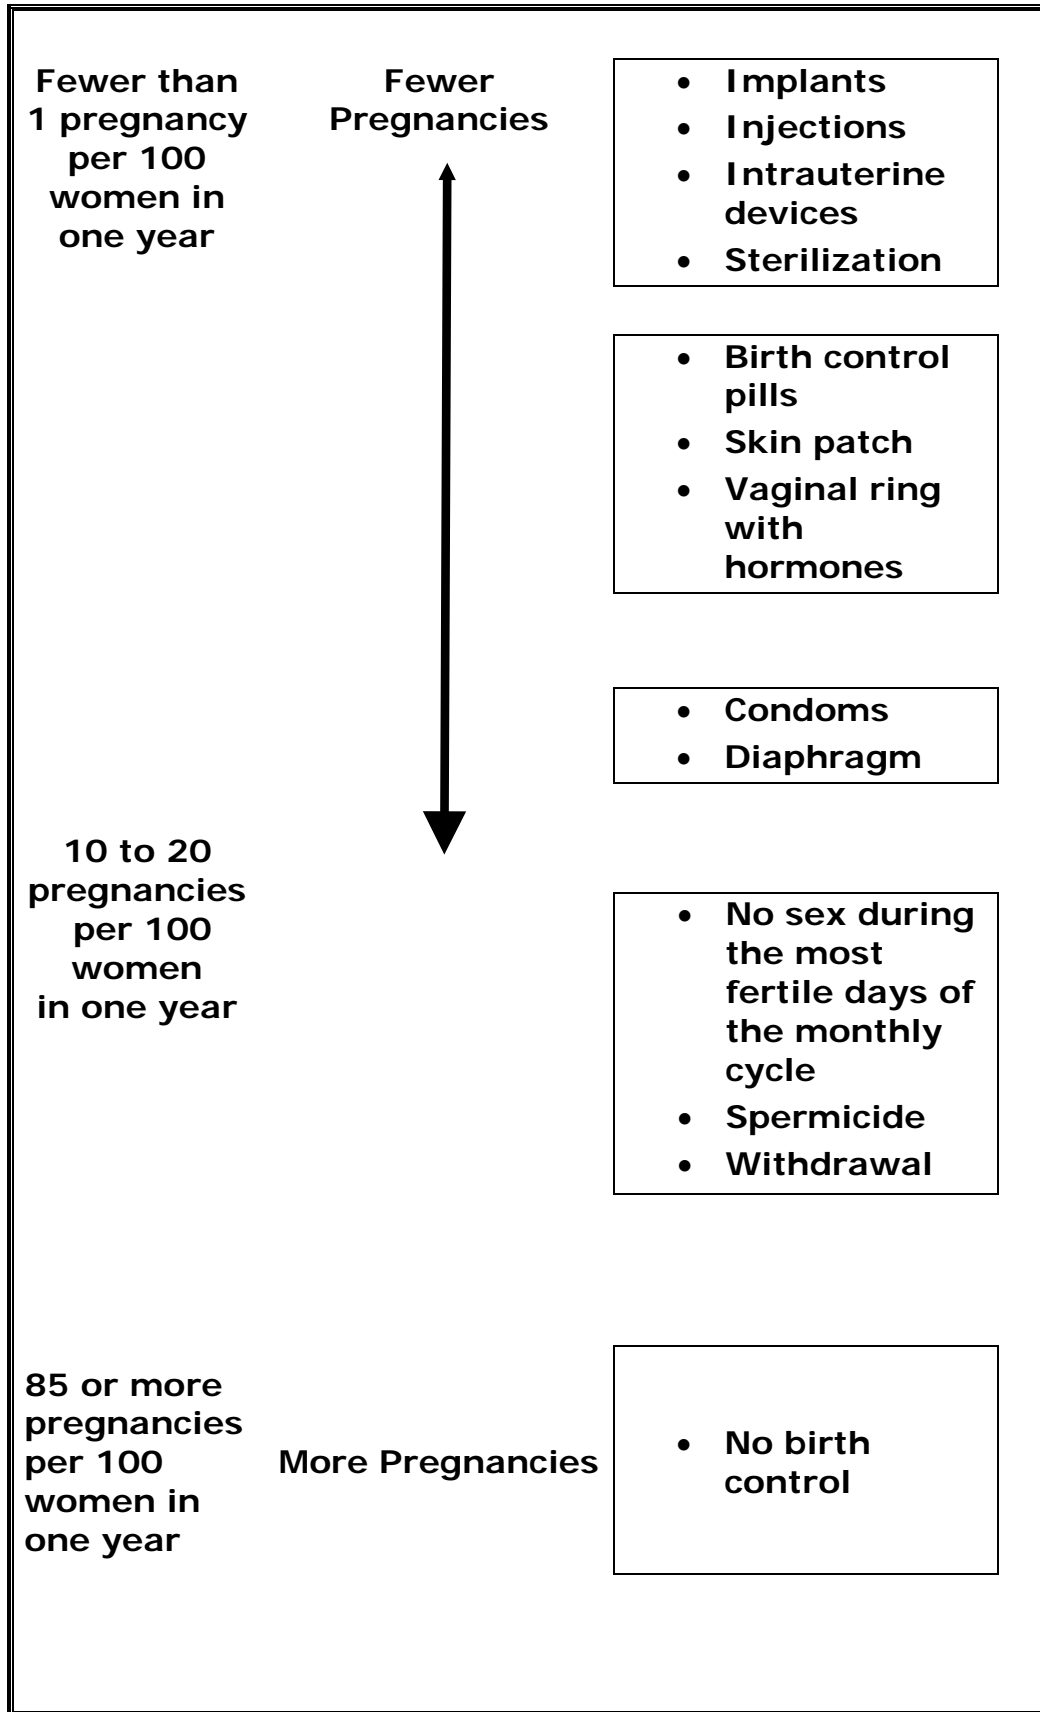 Fewer than
1 pregnancy
per 100
women in
one year
Fewer
Pregnancies
• Implants
• Injections
• Intrauterine
devices
• Sterilization
• Birth control
pills
• Skin patch
• Vaginal ring
with
hormones
• Condoms
• Diaphragm
10 to 20
pregnancies
per 100
women
in one year
• No sex during
the most
fertile days of
the monthly
cycle
• Spermicide
• Withdrawal
85 or more
pregnancies
per 100
women in
one year
More Pregnancies
• No birth
control